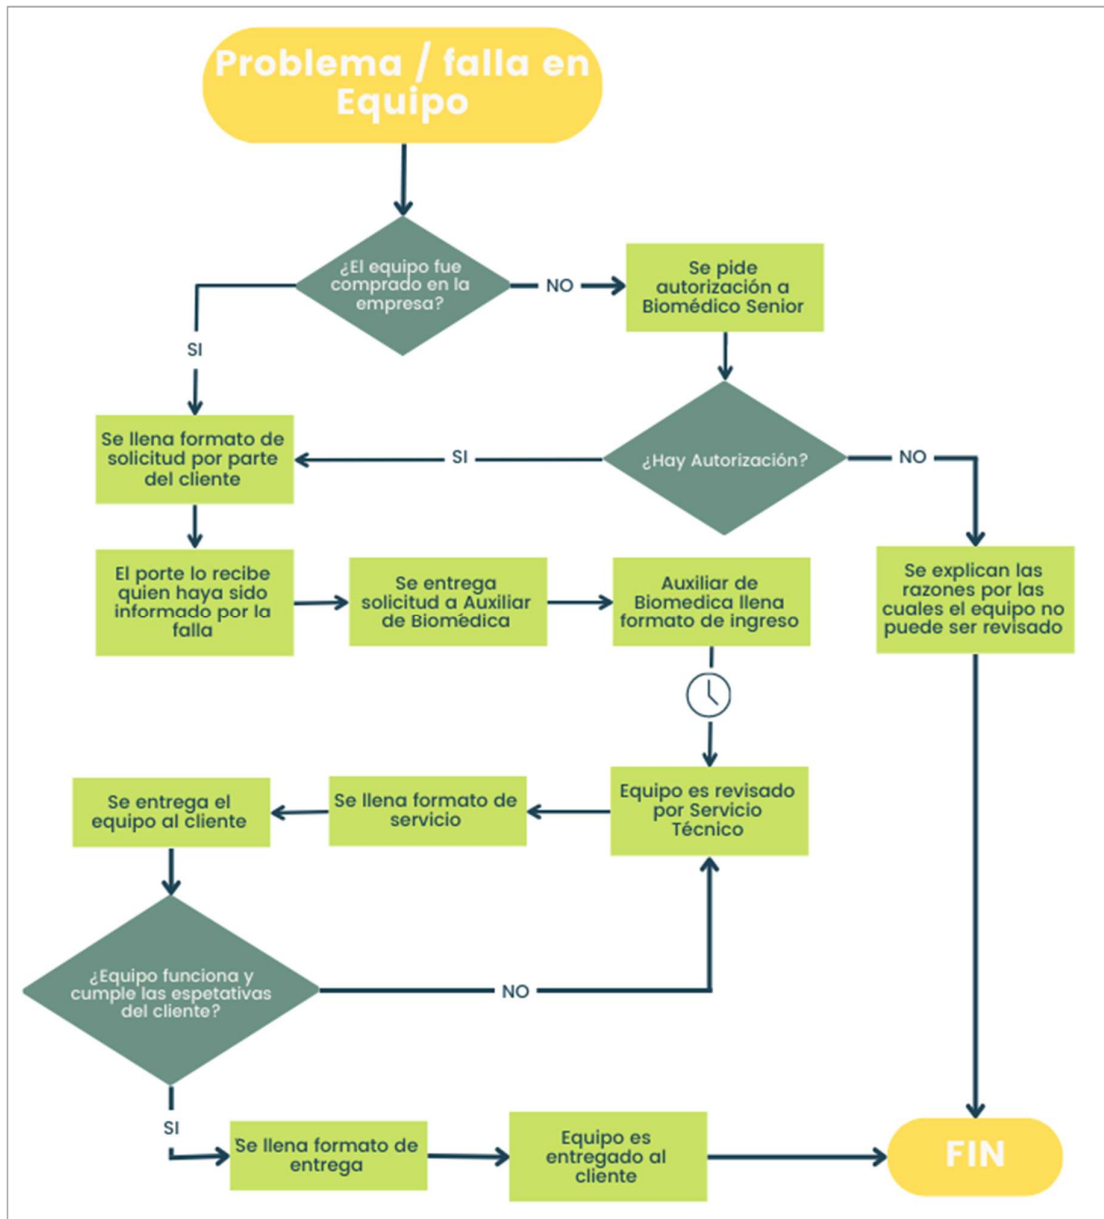 Problema / falla en
Equipo
¿El equipo fue
comprado en la
empresa?
NO
Se pide
autorización a
Biomédico Senior
SI
Se llena formato de
solicitud por parte
del cliente
SI
¿Hay Autorización?
NO
El porte lo recibe
quien haya sido
informado por la
falla
Se entrega
solicitud a Auxiliar
de Biomédica
Auxiliar de
Biomedica llena
formato de ingreso
Se explican las
razones por las
cuales el equipo no
puede ser revisado
Se entrega el
equipo al cliente
Se llena formato de
servicio
Equipo es revisado
por Servicio
Técnico
¿Equipo funciona y
cumple las espetativas
del cliente?
NO
SI
Se llena formato de
entrega
Equipo es
entregado al
cliente
FIN